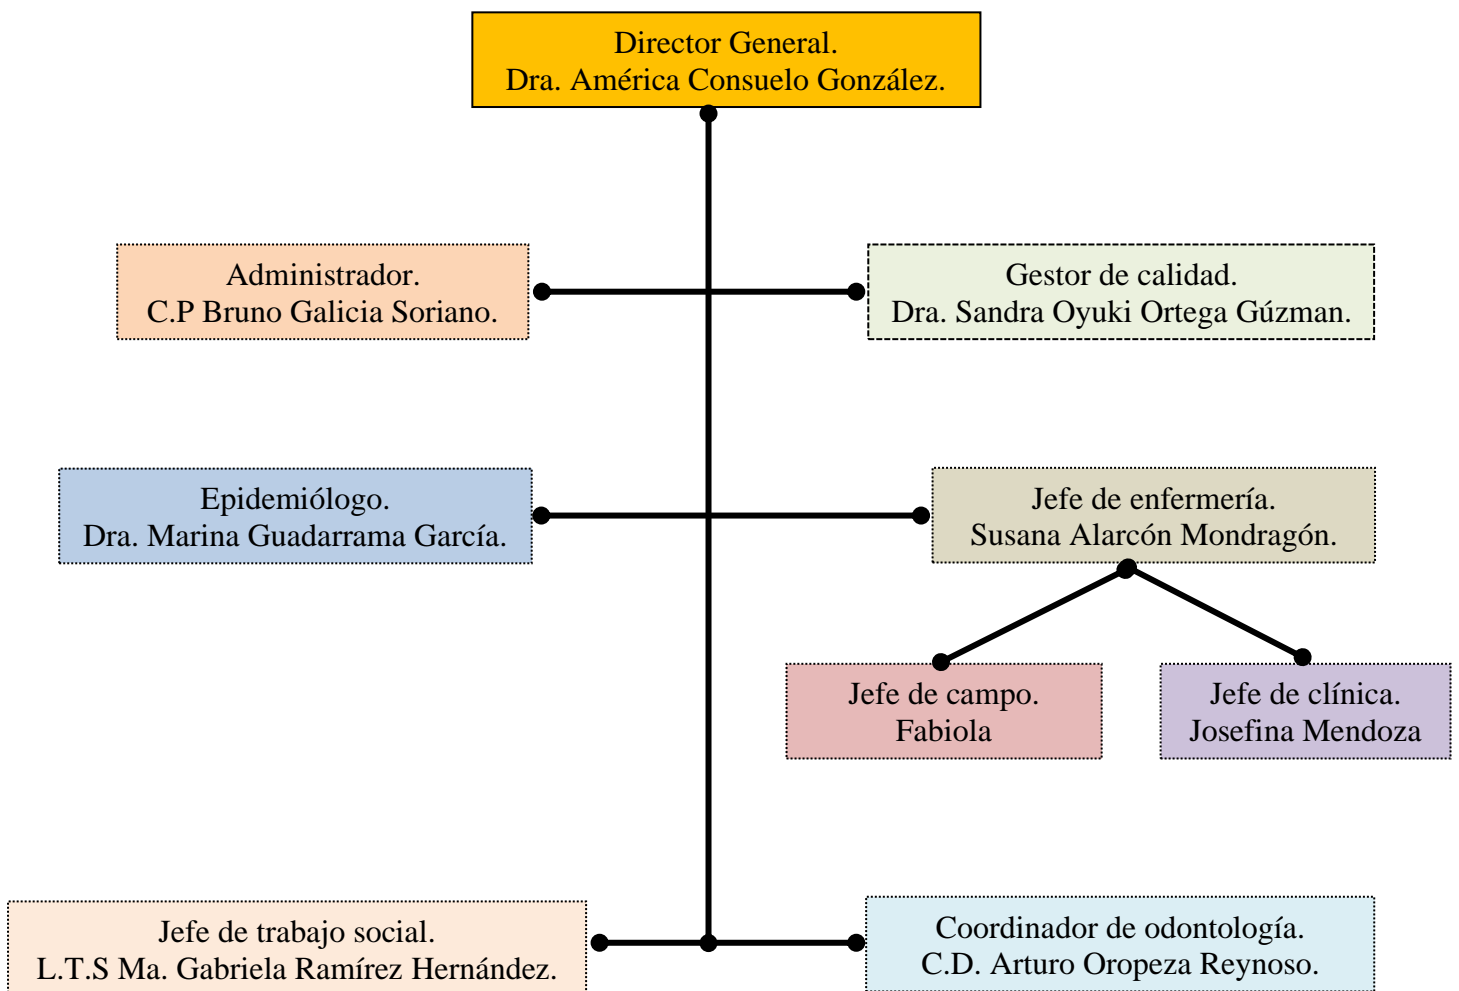 Director General.
Dra. América Consuelo González.
Administrador.
C.P Bruno Galicia Soriano.
Gestor de calidad.
Dra. Sandra Oyuki Ortega Gúzman.
Epidemiólogo.
Dra. Marina Guadarrama García.
Jefe de enfermería.
Susana Alarcón Mondragón.
Jefe de campo.
Fabiola
Jefe de clínica.
Josefina Mendoza
Jefe de trabajo social.
L.T.S Ma. Gabriela Ramírez Hernández.
Coordinador de odontología.
C.D. Arturo Oropeza Reynoso.